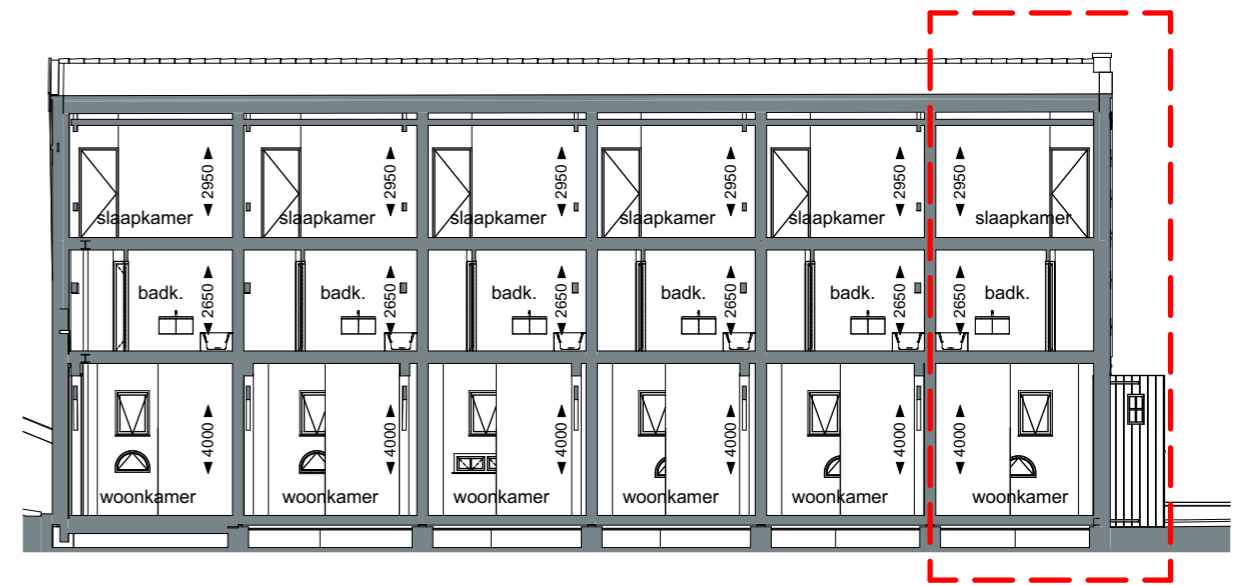 2950 2950 2950 2950 2950 2950
slaapkamer slaapkamer slaapkamer slaapkamer slaapkamer slaapkamer
badk. 2650 badk. 2650 badk. 2650 badk. 2650 badk. 2650 2650 badk.
4000 4000 4000 4000 4000 4000
woonkamer woonkamer woonkamer woonkamer woonkamer woonkamer